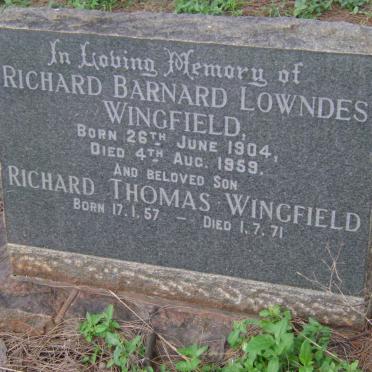 In Loving Memory of
RICHARD BARNARD LOWNDES
WINGFIELD,
BORN 26TH JUNE 1904,
DIED 4TH AUG. 1959.
AND BELOVED SON
RICHARD THOMAS WINGFIELD
BORN 17.1.57 - DIED 1.7.71